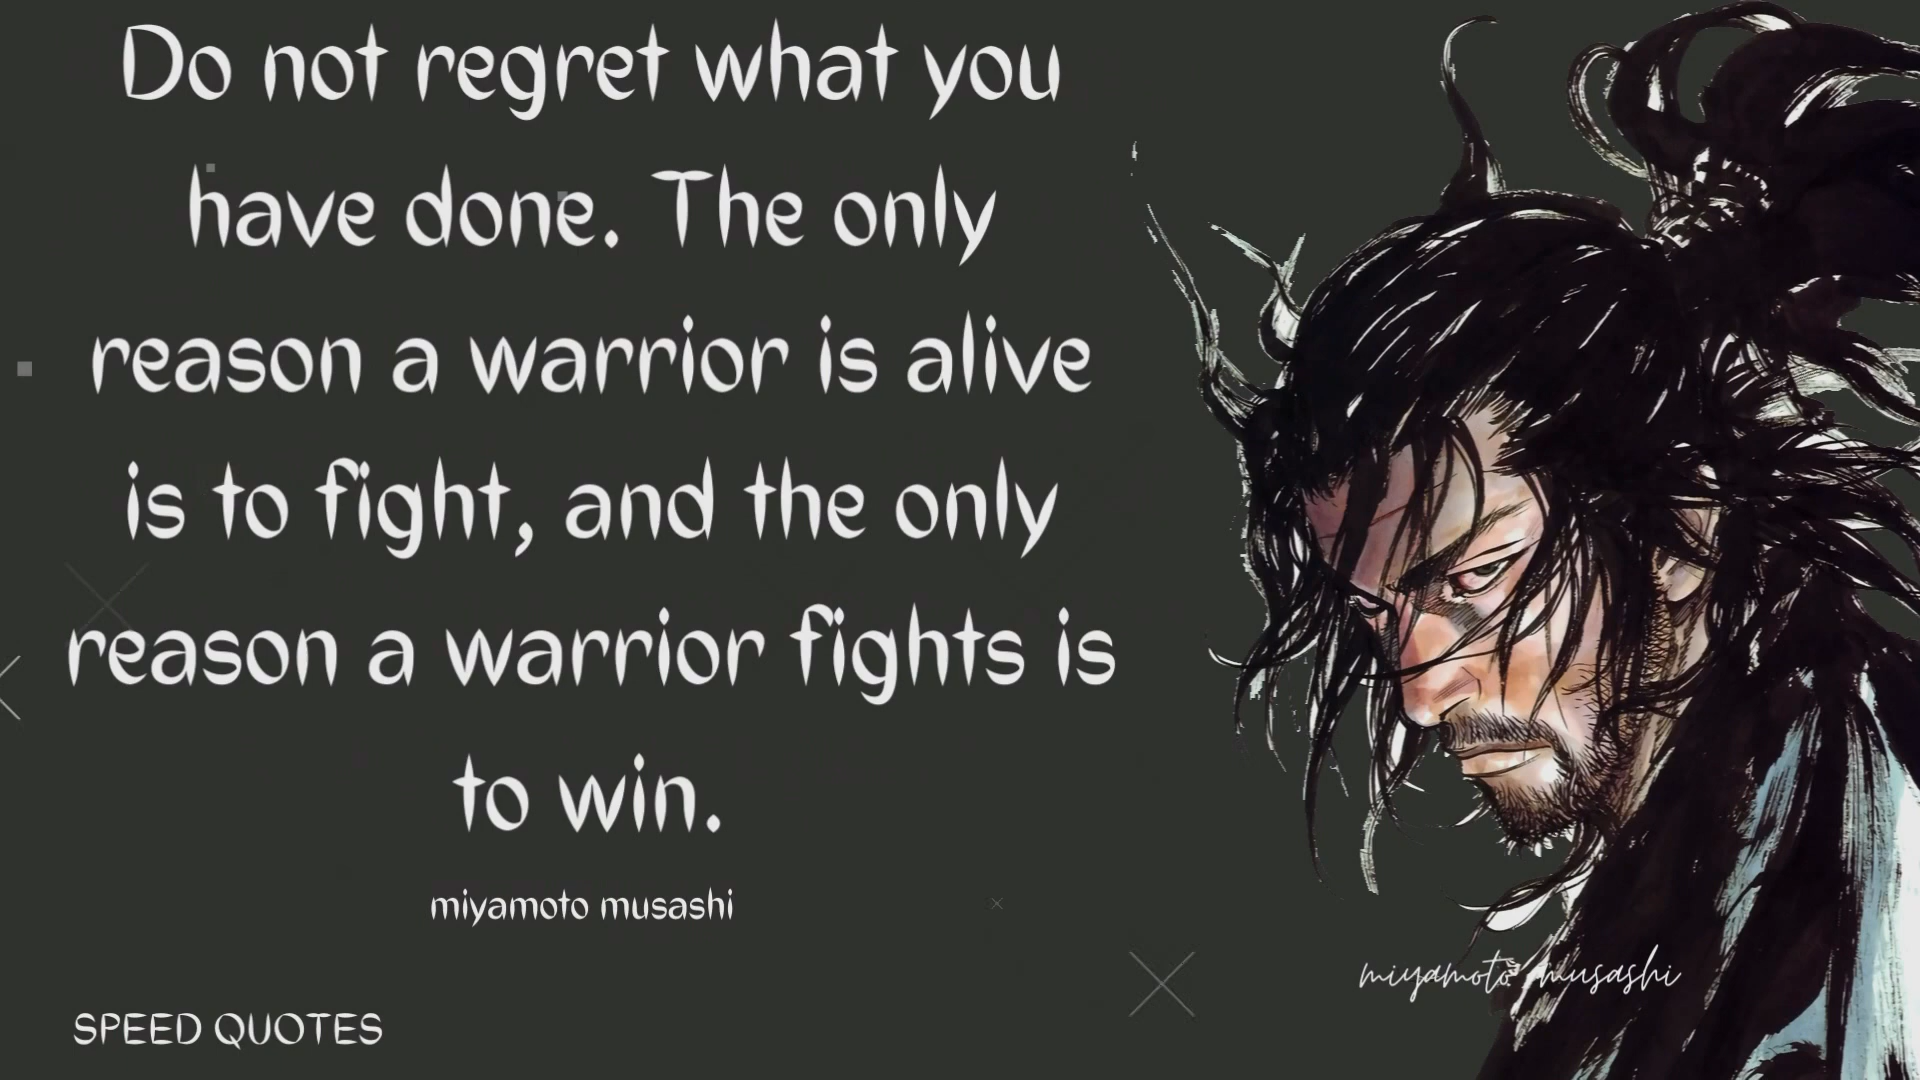 Do not regret what you
have done. The only
reason a warrior is alive
is to fight, and the only
reason a warrior fights is
to win.
miyamoto musashi
miyamoto musashi
SPEED QUOTES